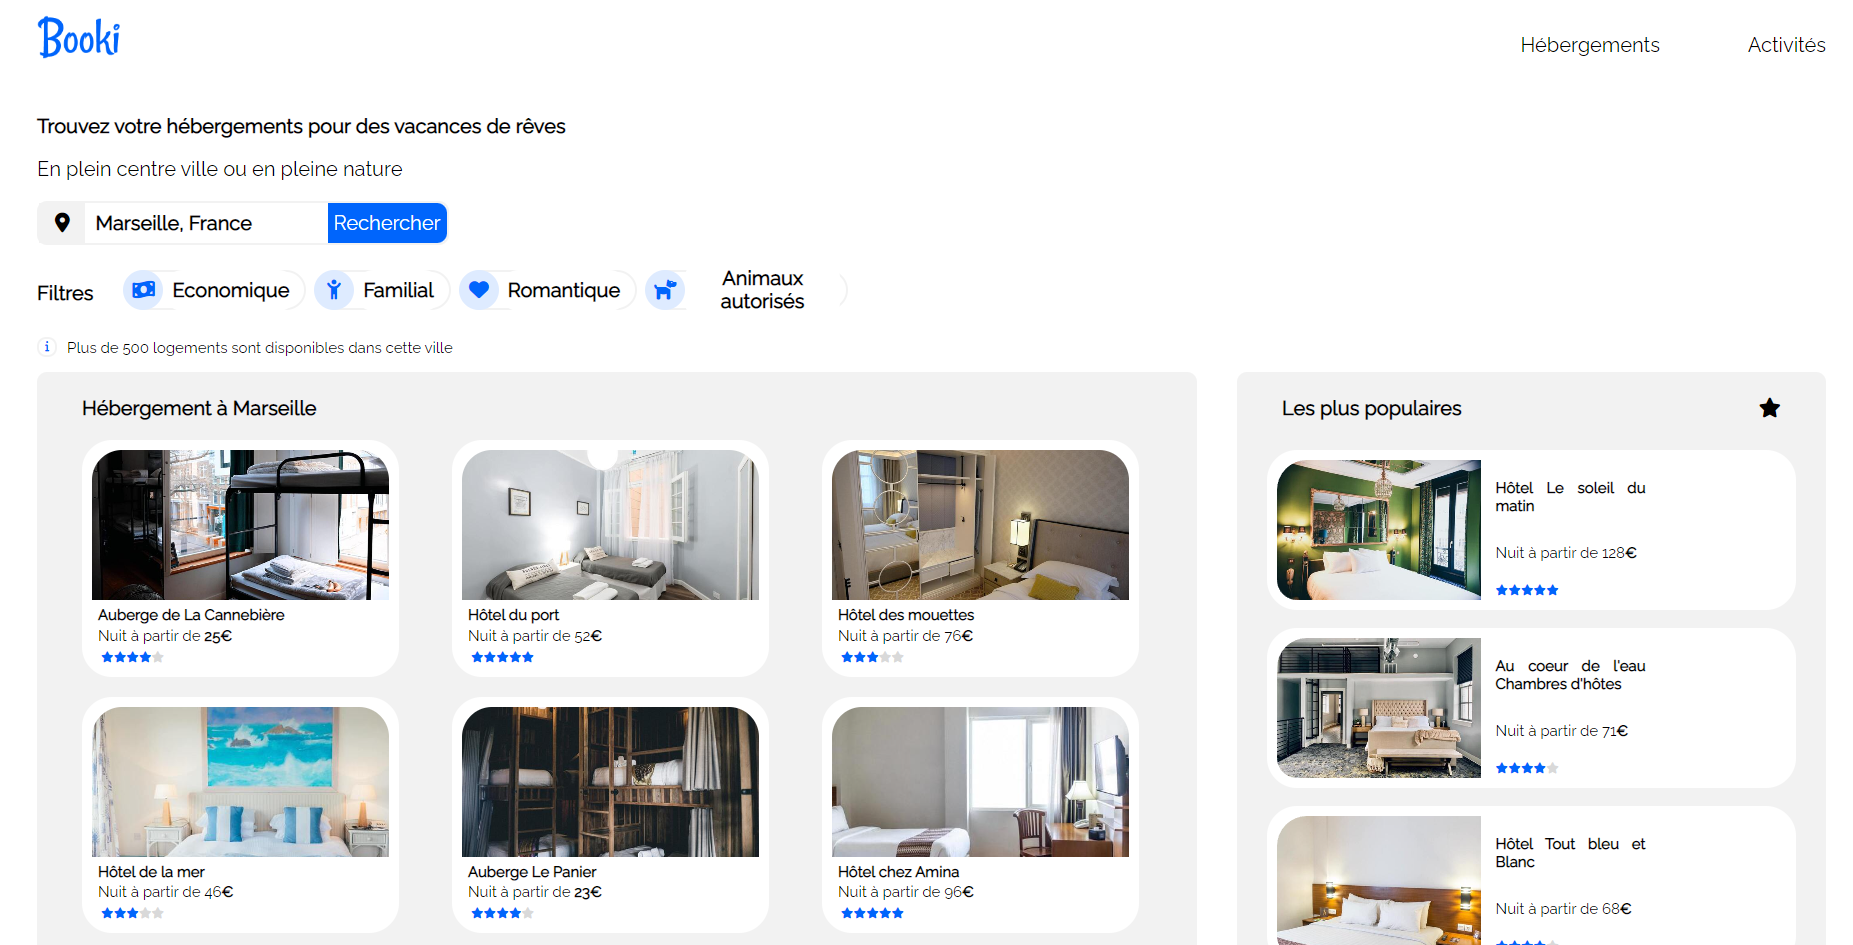 Booki
Hébergements
Activités
Trouvez votre hébergements pour des vacances de rêves
En plein centre ville ou en pleine nature
Marseille, France
Rechercher
Filtres
Economique
Familial
Romantique
Animaux
autorisés
i
Plus de 500 logements sont disponibles dans cette ville
Hébergement à Marseille
Auberge de La Cannebière
Nuit à partir de 25€
Hôtel du port
Nuit à partir de 52€
Hôtel des mouettes
Nuit à partir de 76€
Hôtel de la mer
Nuit à partir de 46€
Auberge Le Panier
Nuit à partir de 23€
Hôtel chez Amina
Nuit à partir de 96€
Les plus populaires
Hôtel Le soleil du
matin
Nuit à partir de 128€
Au coeur de l'eau
Chambres d'hôtes
Nuit à partir de 71€
Hôtel Tout bleu et
Blanc
Nuit à partir de 68€